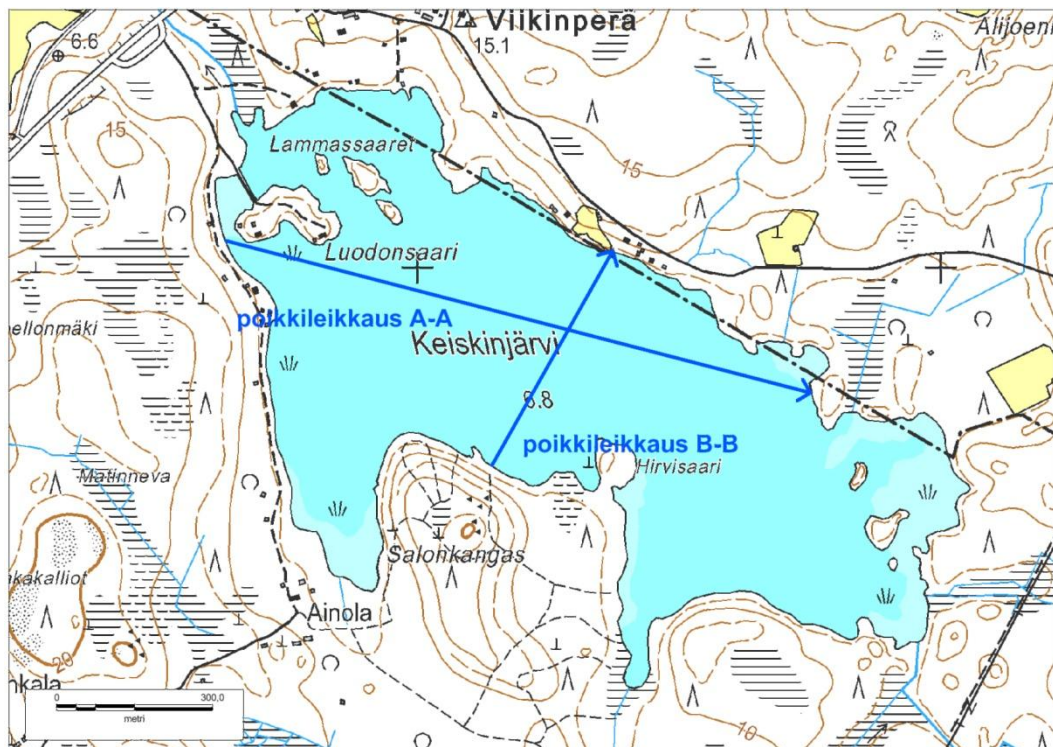 Viikinperä
Alijoen
6.6
15.1
15
15
Lammassaaret
Luodonsaari
ellonmäki
poikkileikkaus A-A
Keiskinjärvi
8.8
poikkileikkaus B-B
Hirvisaari
Matinneva
Salonkangas
kakalliot
Ainola
20
nkala
10
0 300,0
metri